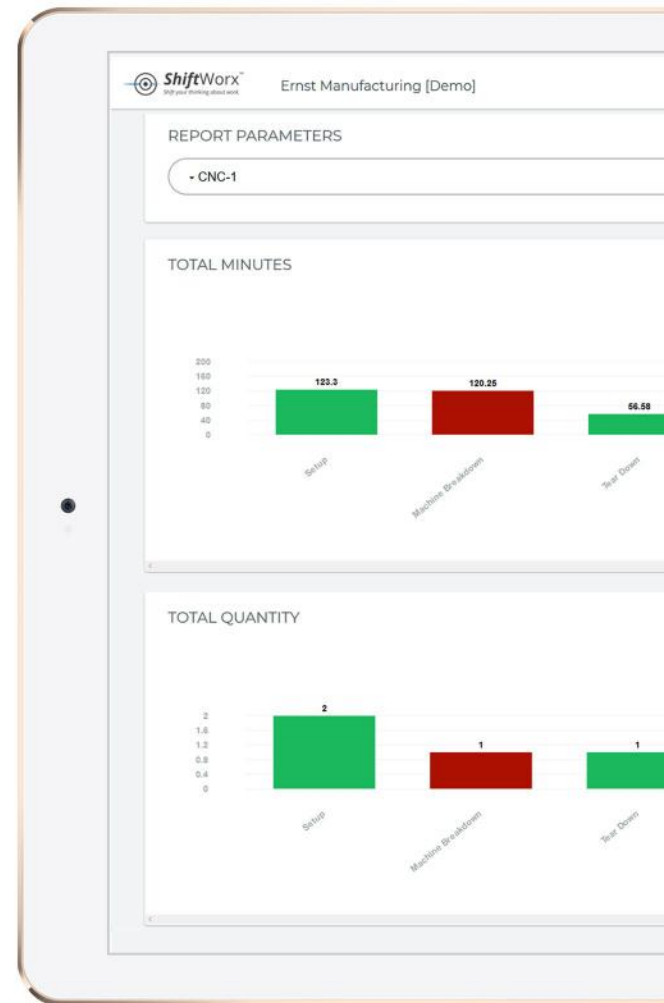 ShiftWorx™ Ernst Manufacturing [Demo]
Shift your thinking about work.
REPORT PARAMETERS
- CNC-1
TOTAL MINUTES
200
160
120
80
40
0
123.3
120.25
56.58
Setup
Machine Breakdown
Tear Down
TOTAL QUANTITY
2
1.6
1.2
0.8
0.4
0
2
1
1
Setup
Machine Breakdown
Tear Down